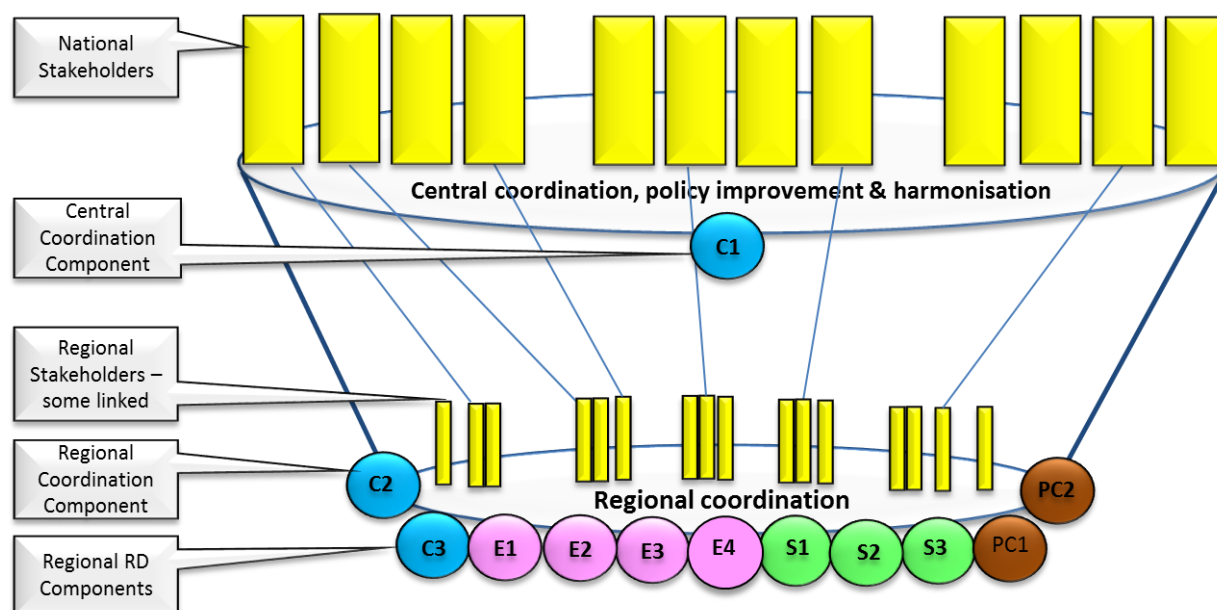 National
Stakeholders
Central coordination, policy improvement & harmonisation
Central
Coordination
Component
C1
Regional
Stakeholders –
some linked
Regional
Coordination
Component
C2
PC2
Regional coordination
Regional RD
Components
C3
E1
E2
E3
E4
S1
S2
S3
PC1